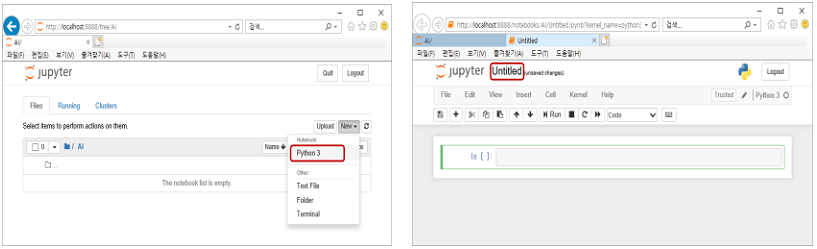 http://localhost:8888/tree/AI
검색...
AI/
파일(F) 편집(E) 보기(V) 즐겨찾기(A) 도구(T) 도움말(H)
jupyter
Quit
Logout
Files
Running
Clusters
Select items to perform actions on them.
Upload
New
0
/ AI
Name
Notebook:
Python 3
..
The notebook list is empty.
Other:
Text File
Folder
Terminal
http://localhost:8888/notebooks/AI/Untitled.ipynb?kernel_name=python3
검색...
AI/
Untitled
파일(F) 편집(E) 보기(V) 즐겨찾기(A) 도구(T) 도움말(H)
jupyter Untitled (unsaved changes)
Logout
File Edit View Insert Cell Kernel Help
Trusted
Python 3
Run
Code
In [ ]: